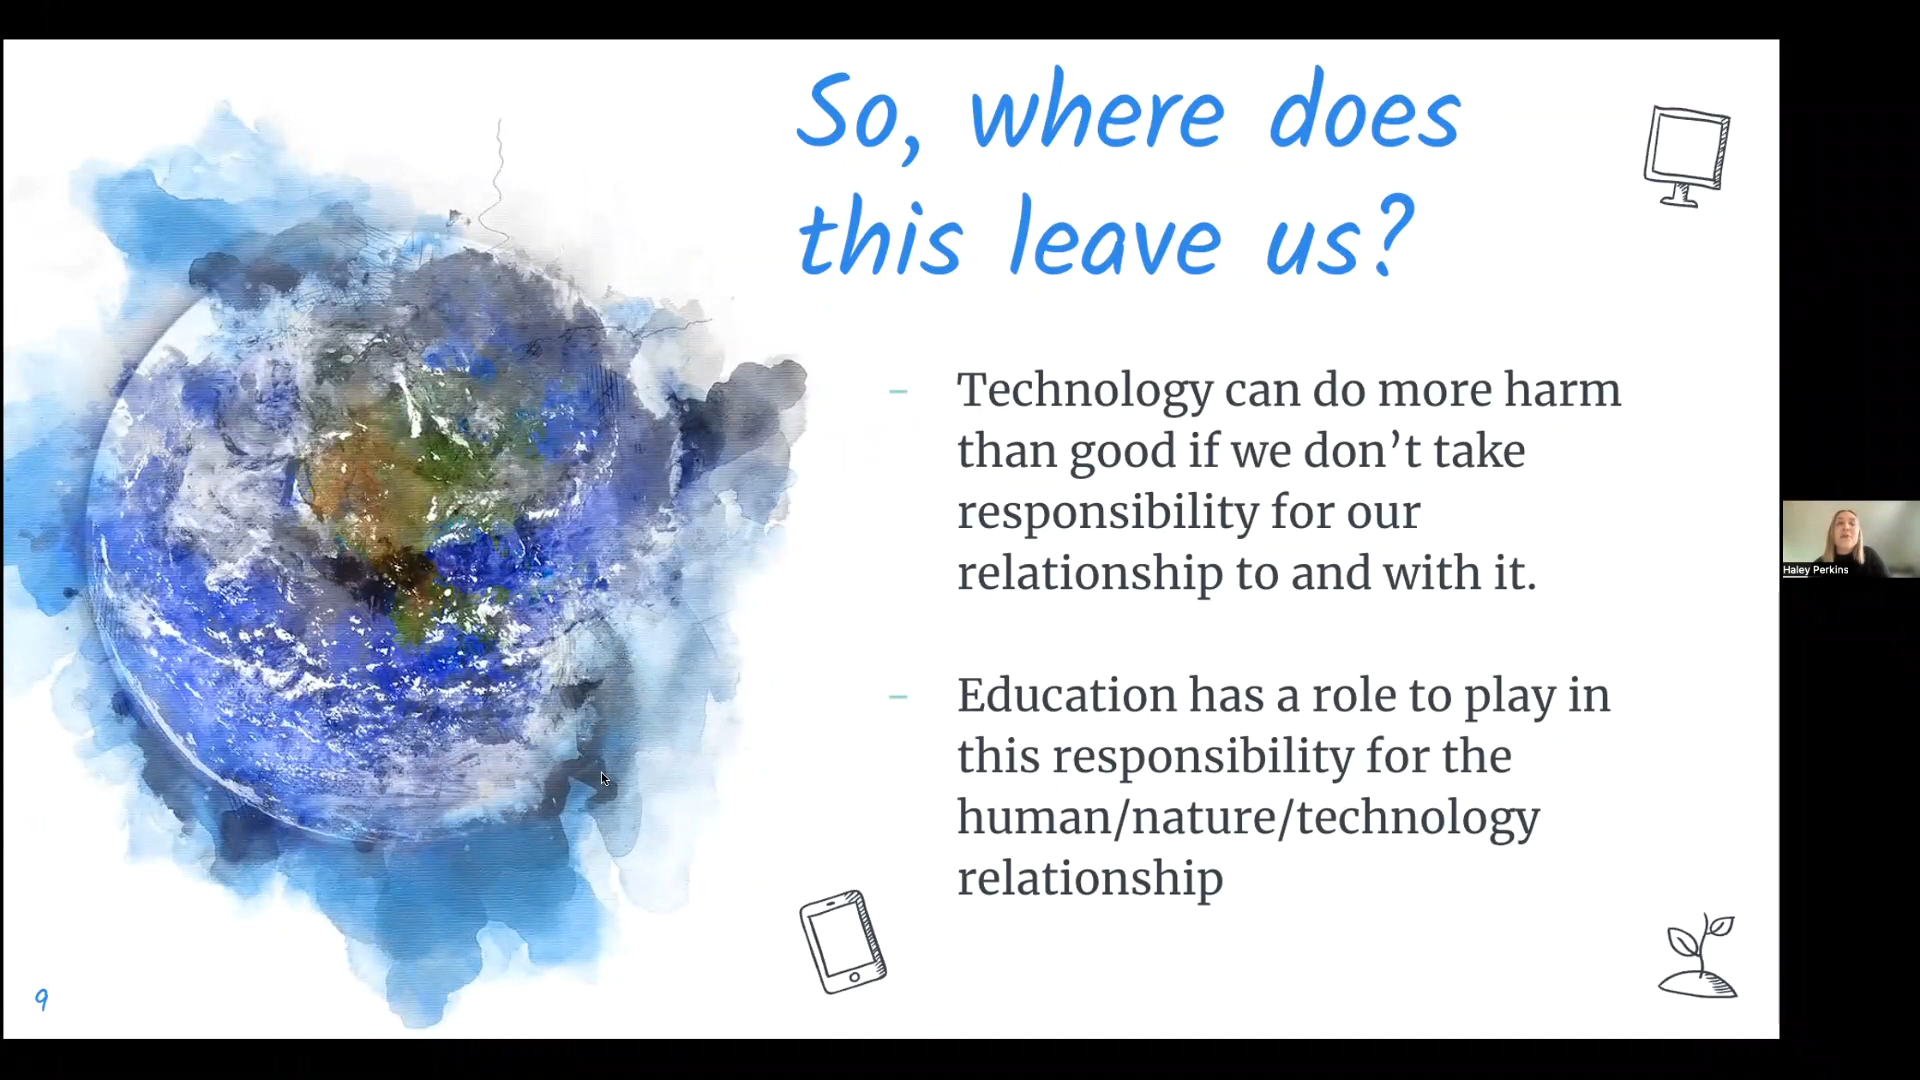 So, where does
this leave us?
- Technology can do more harm
than good if we don’t take
responsibility for our
relationship to and with it.
- Education has a role to play in
this responsibility for the
human/nature/technology
relationship
9
Haley Perkins